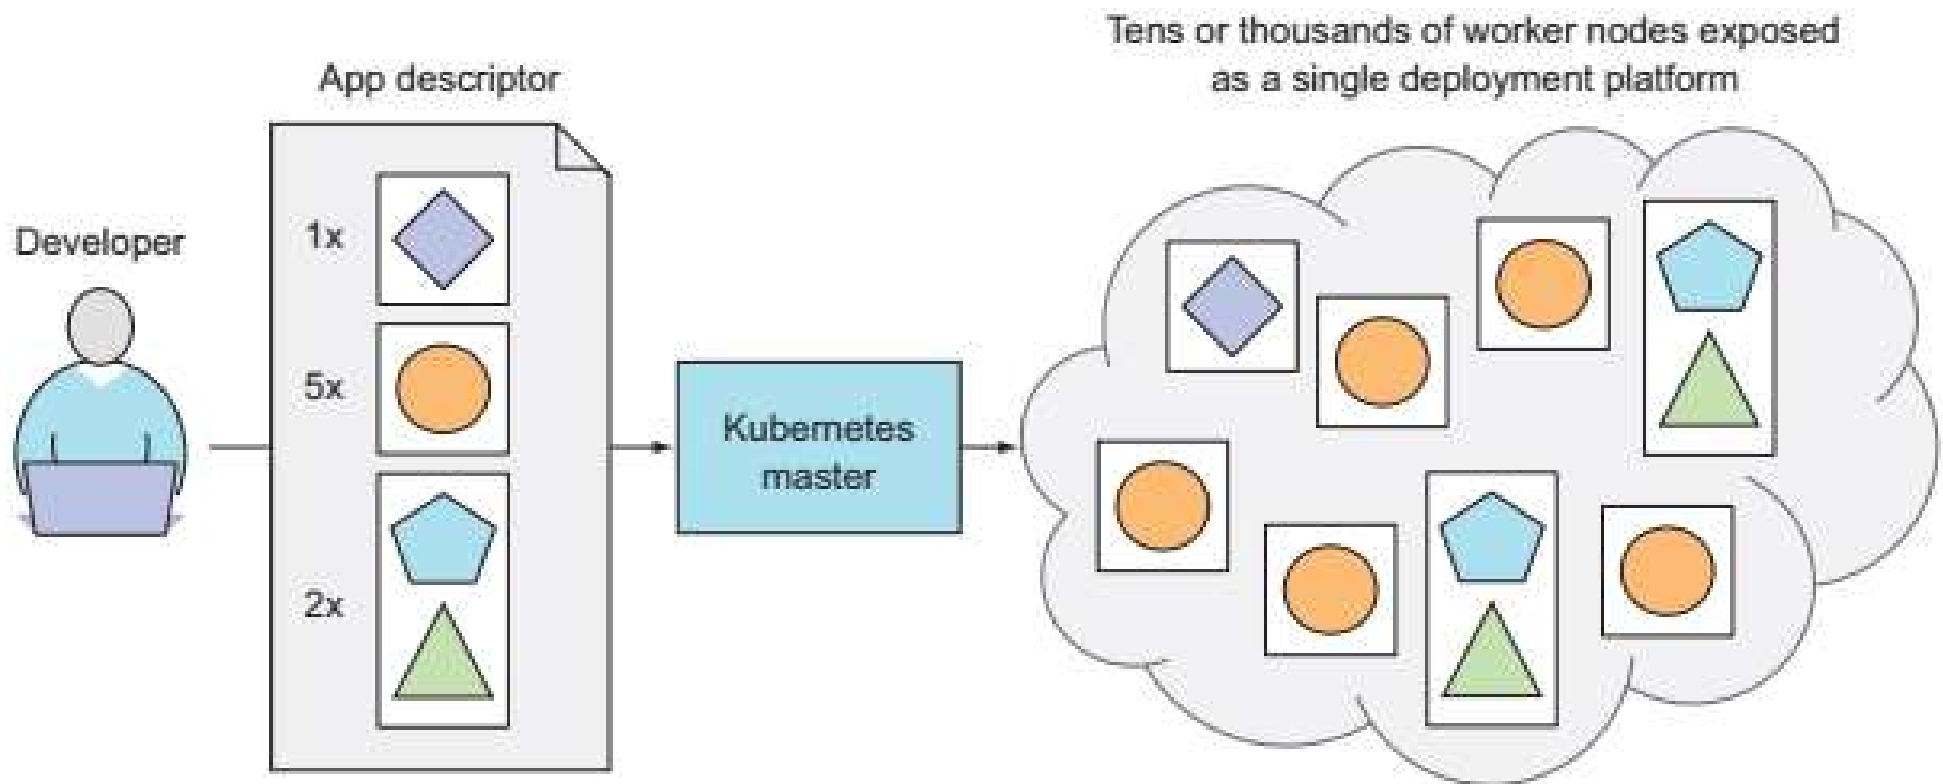 Tens or thousands of worker nodes exposed
as a single deployment platform
App descriptor
Developer
1x
5x
2x
Kubernetes
master